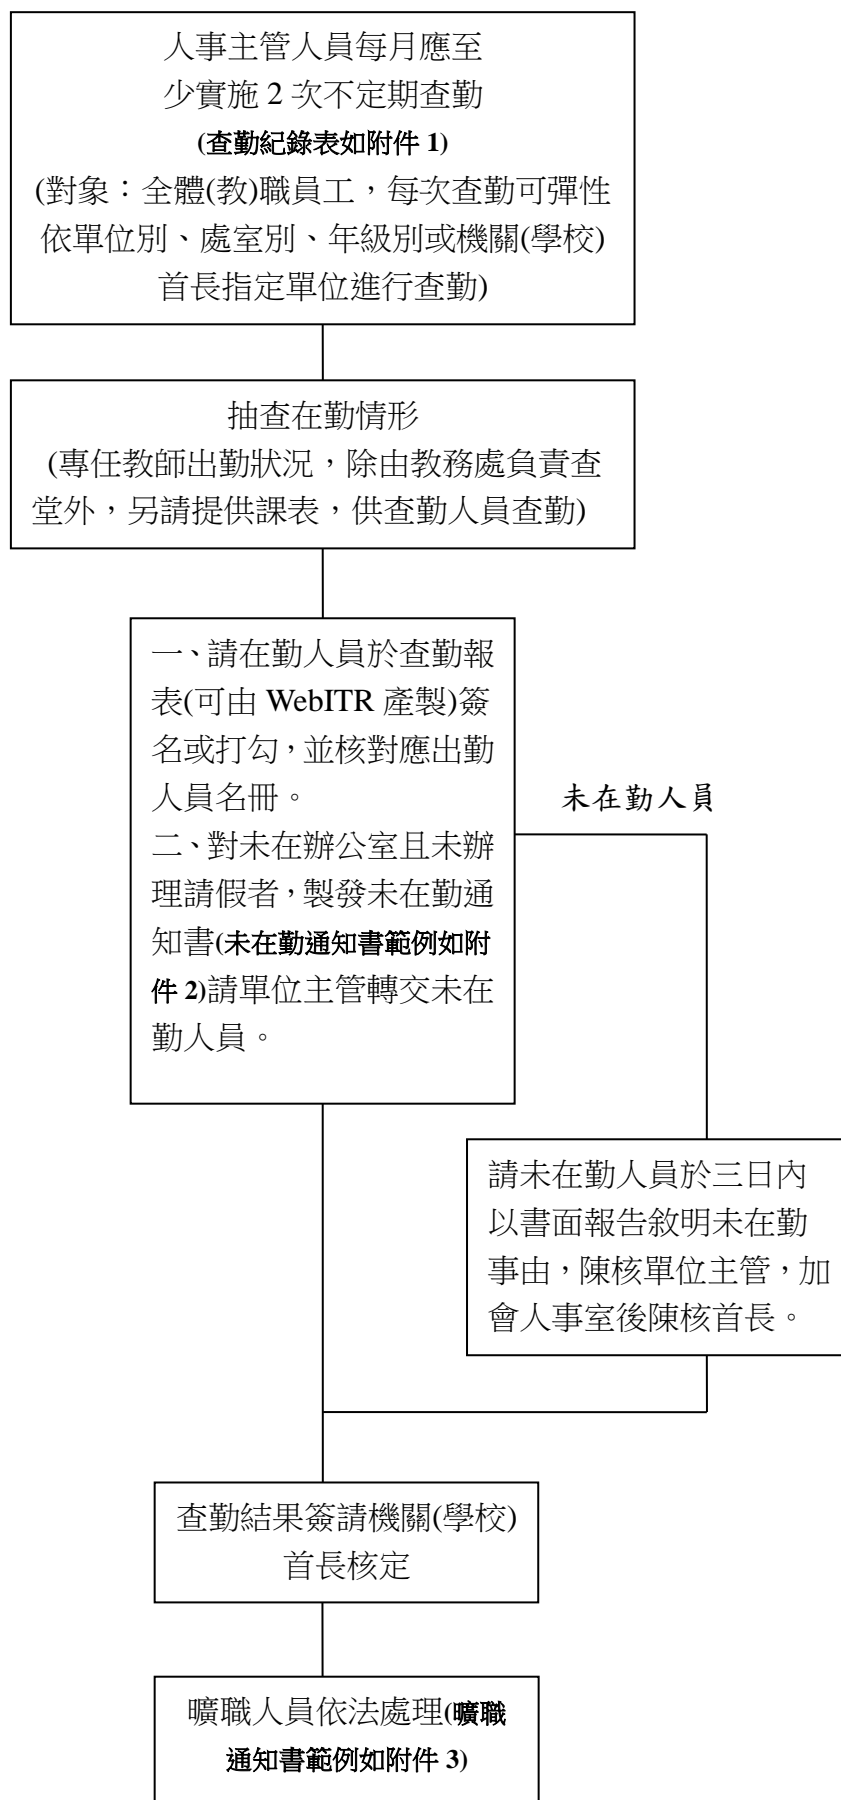 人事主管人員每月應至
少實施 2 次不定期查勤
(查勤紀錄表如附件 1)
(對象：全體(教)職員工，每次查勤可彈性
依單位別、處室別、年級別或機關(學校)
首長指定單位進行查勤)
抽查在勤情形
(專任教師出勤狀況，除由教務處負責查
堂外，另請提供課表，供查勤人員查勤)
一、請在勤人員於查勤報
表(可由 WebITR 產製)簽
名或打勾，並核對應出勤
人員名冊。
二、對未在辦公室且未辦
理請假者，製發未在勤通
知書(未在勤通知書範例如附
件 2)請單位主管轉交未在
勤人員。
未在勤人員
請未在勤人員於三日內
以書面報告敘明未在勤
事由，陳核單位主管，加
會人事室後陳核首長。
查勤結果簽請機關(學校)
首長核定
曠職人員依法處理(曠職
通知書範例如附件 3)